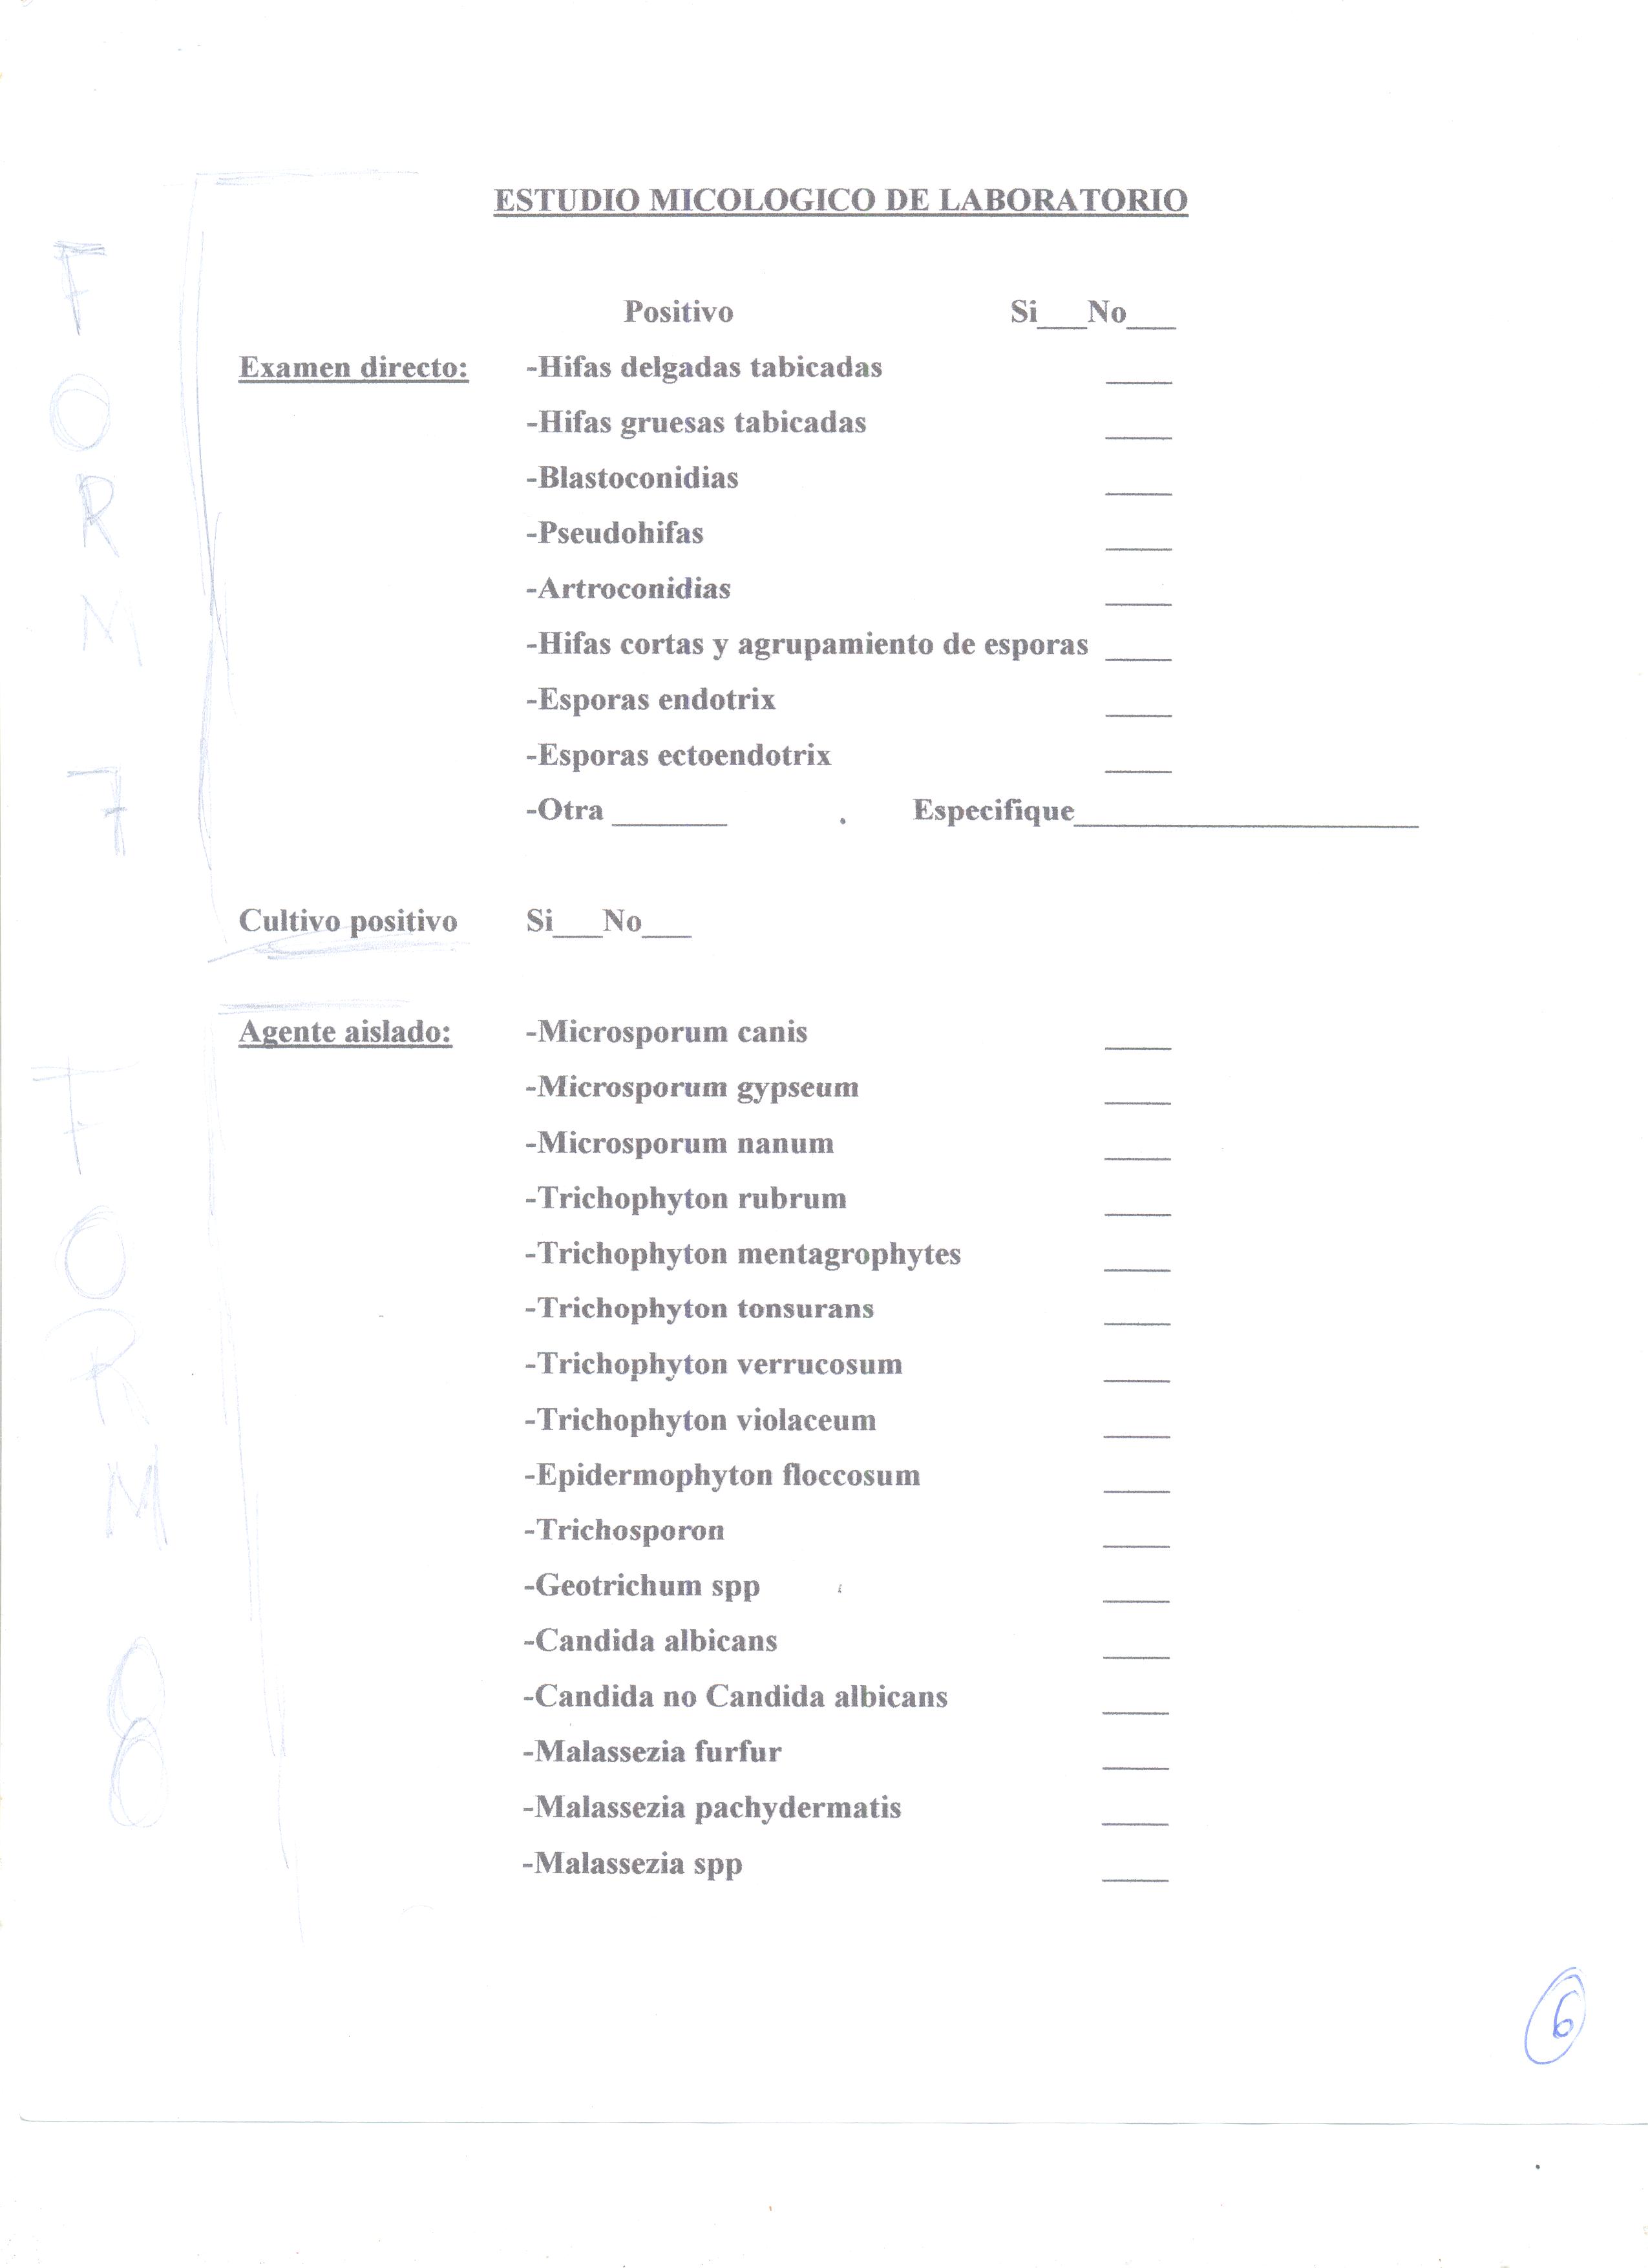 ESTUDIO MICOLOGICO DE LABORATORIO
Positivo Si___No___
Examen directo: -Hifas delgadas tabicadas ____
-Hifas gruesas tabicadas ____
-Blastoconidias ____
-Pseudohifas ____
-Artroconidias ____
-Hifas cortas y agrupamiento de esporas ____
-Esporas endotrix ____
-Esporas ectoendotrix ____
-Otra _______ . Especifique_____________________
Cultivo positivo Si___No___
FORM 7
Agente aislado: -Microsporum canis ____
-Microsporum gypseum ____
-Microsporum nanum ____
-Trichophyton rubrum ____
-Trichophyton mentagrophytes ____
-Trichophyton tonsurans ____
-Trichophyton verrucosum ____
-Trichophyton violaceum ____
-Epidermophyton floccosum ____
-Trichosporon ____
-Geotrichum spp ____
-Candida albicans ____
-Candida no Candida albicans ____
-Malassezia furfur ____
-Malassezia pachydermatis ____
-Malassezia spp ____
FORM 8
6